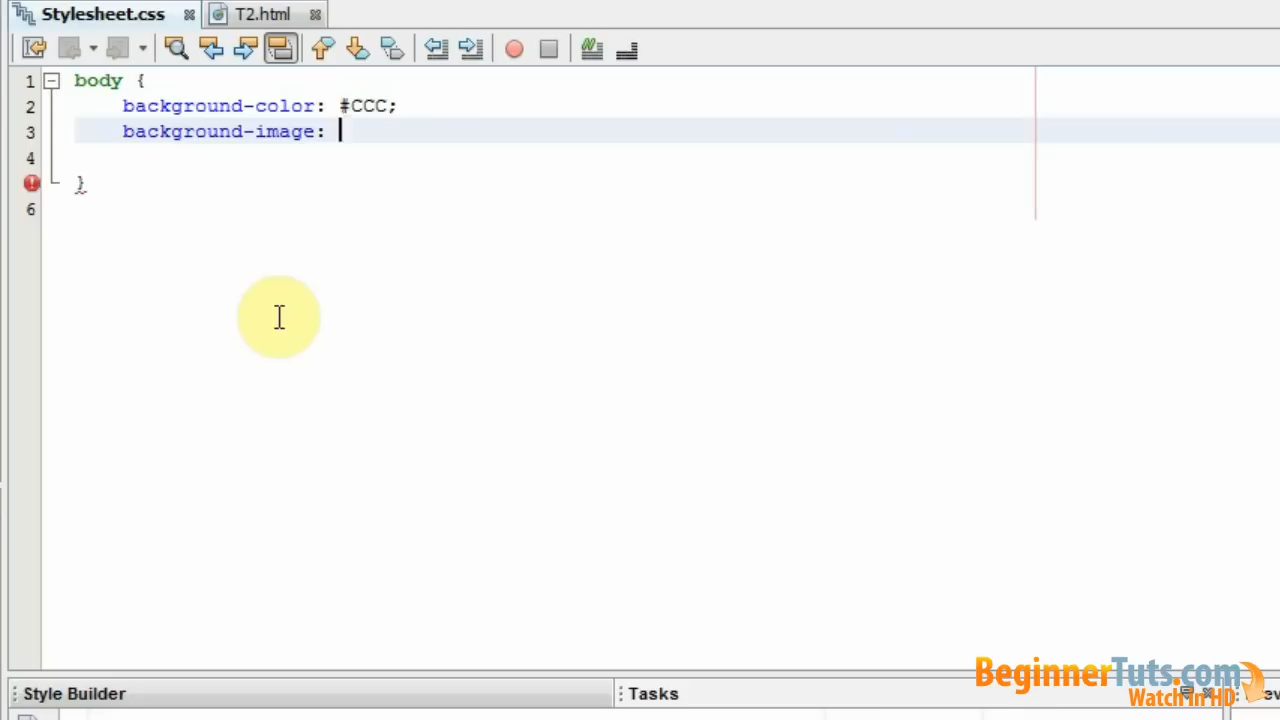 Stylesheet.css T2.html
1 body {
2 background-color: #CCC;
3 background-image:
4
}
6
BeginnerTuts.com
Style Builder Tasks
Watch in HD